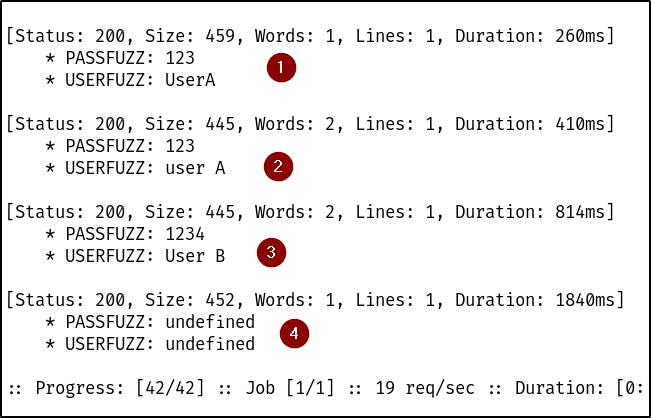 [Status: 200, Size: 459, Words: 1, Lines: 1, Duration: 260ms]
* PASSFUZZ: 123
1
* USERFUZZ: UserA
[Status: 200, Size: 445, Words: 2, Lines: 1, Duration: 410ms]
* PASSFUZZ: 123
* USERFUZZ: user A
2
[Status: 200, Size: 445, Words: 2, Lines: 1, Duration: 814ms]
* PASSFUZZ: 1234
* USERFUZZ: User B
3
[Status: 200, Size: 452, Words: 1, Lines: 1, Duration: 1840ms]
* PASSFUZZ: undefined
4
* USERFUZZ: undefined
:: Progress: [42/42] :: Job [1/1] :: 19 req/sec :: Duration: [0: